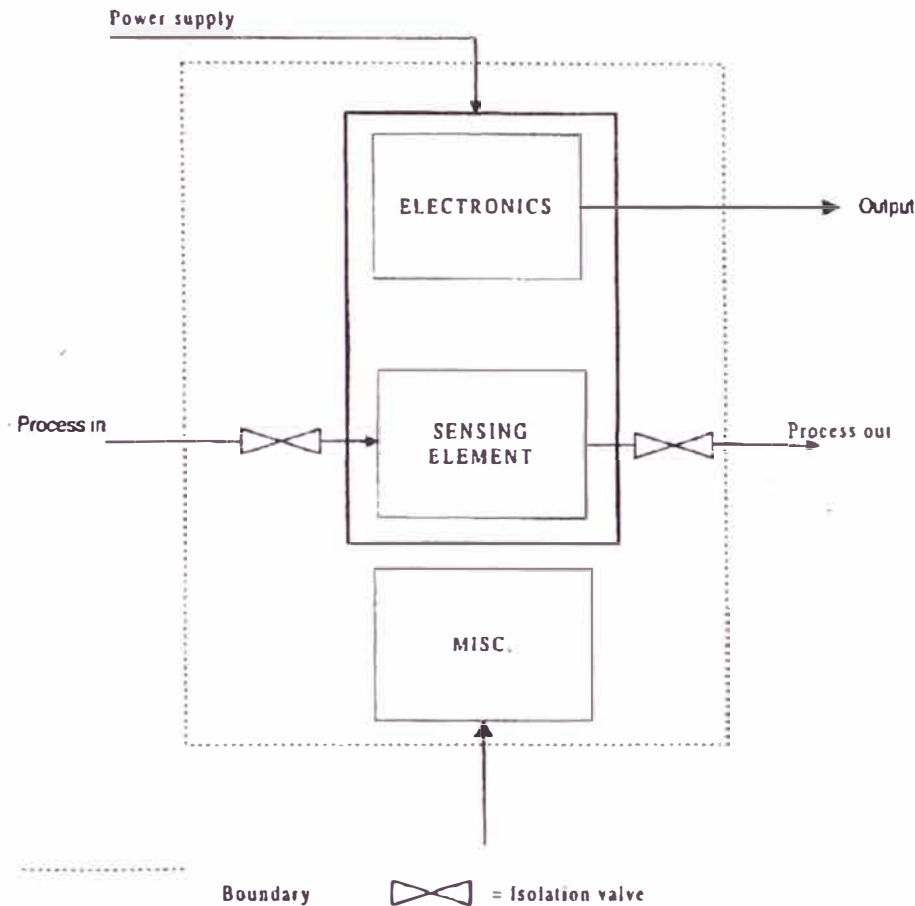 Power supply
ELECTRONICS
Output
Process in
SENSING
ELEMENT
Process out
MISC.
Boundary
= Isolation valve